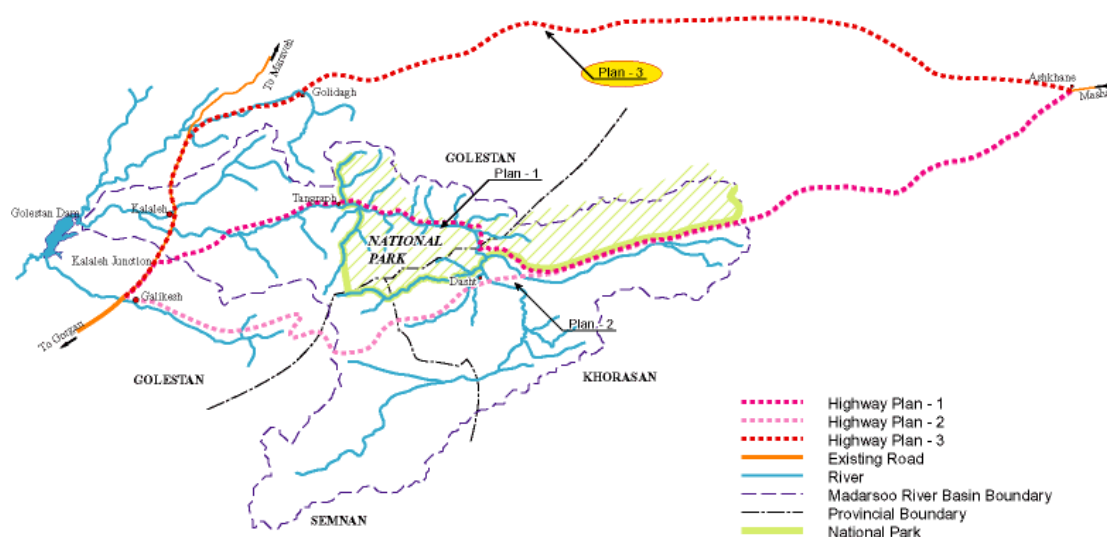 Plan - 3
To Maraveh
Golidagh
Ashkhane
Mash
GOLESTAN
Plan - 1
Tangraph
Kalaleh
Golestan Dam
NATIONAL
PARK
Kalaleh Junction
Dasht
Galikesh
Plan - 2
To Gorgan
GOLESTAN
KHORASAN
SEMNAN
Highway Plan - 1
Highway Plan - 2
Highway Plan - 3
Existing Road
River
Madarsoo River Basin Boundary
Provincial Boundary
National Park